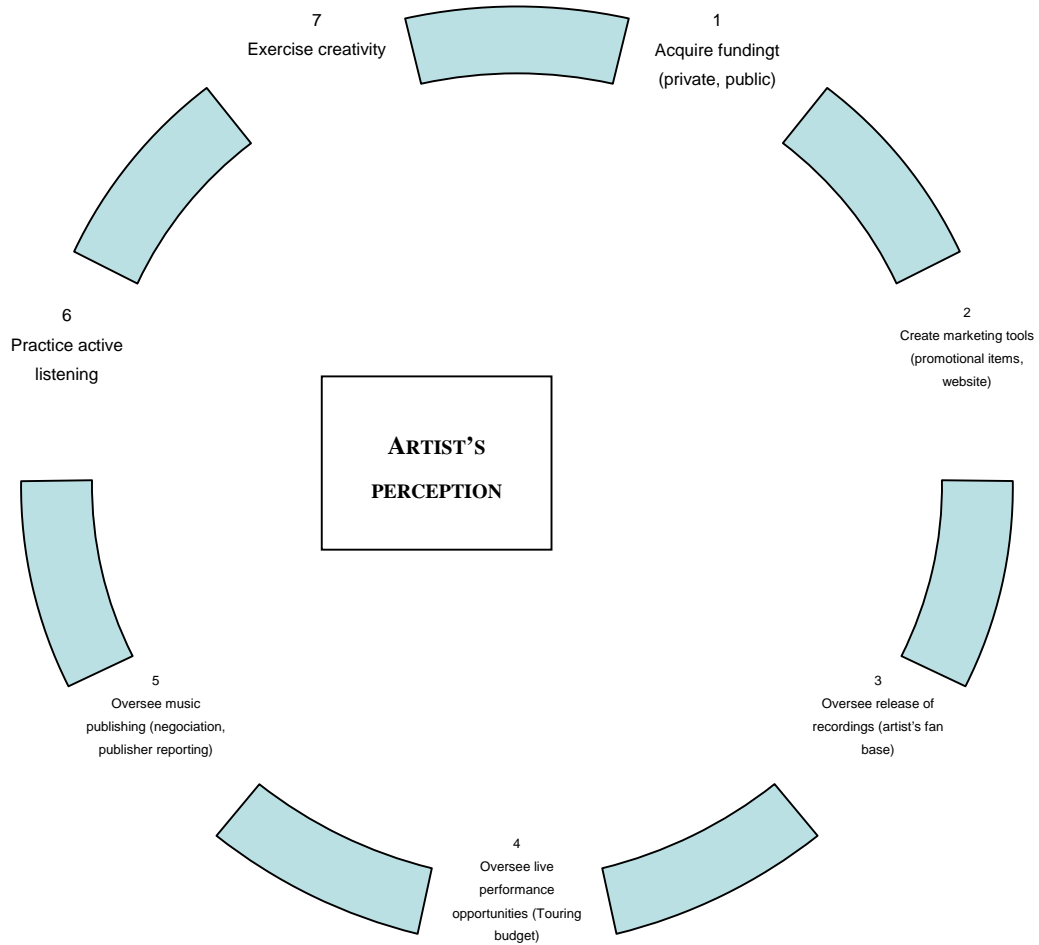 7
Exercise creativity
1
Acquire fundingt
(private, public)
2
Create marketing tools
(promotional items,
website)
6
Practice active
listening
ARTIST'S
PERCEPTION
3
Oversee release of
recordings (artist's fan
base)
5
Oversee music
publishing (negociation,
publisher reporting)
4
Oversee live
performance
opportunities (Touring
budget)